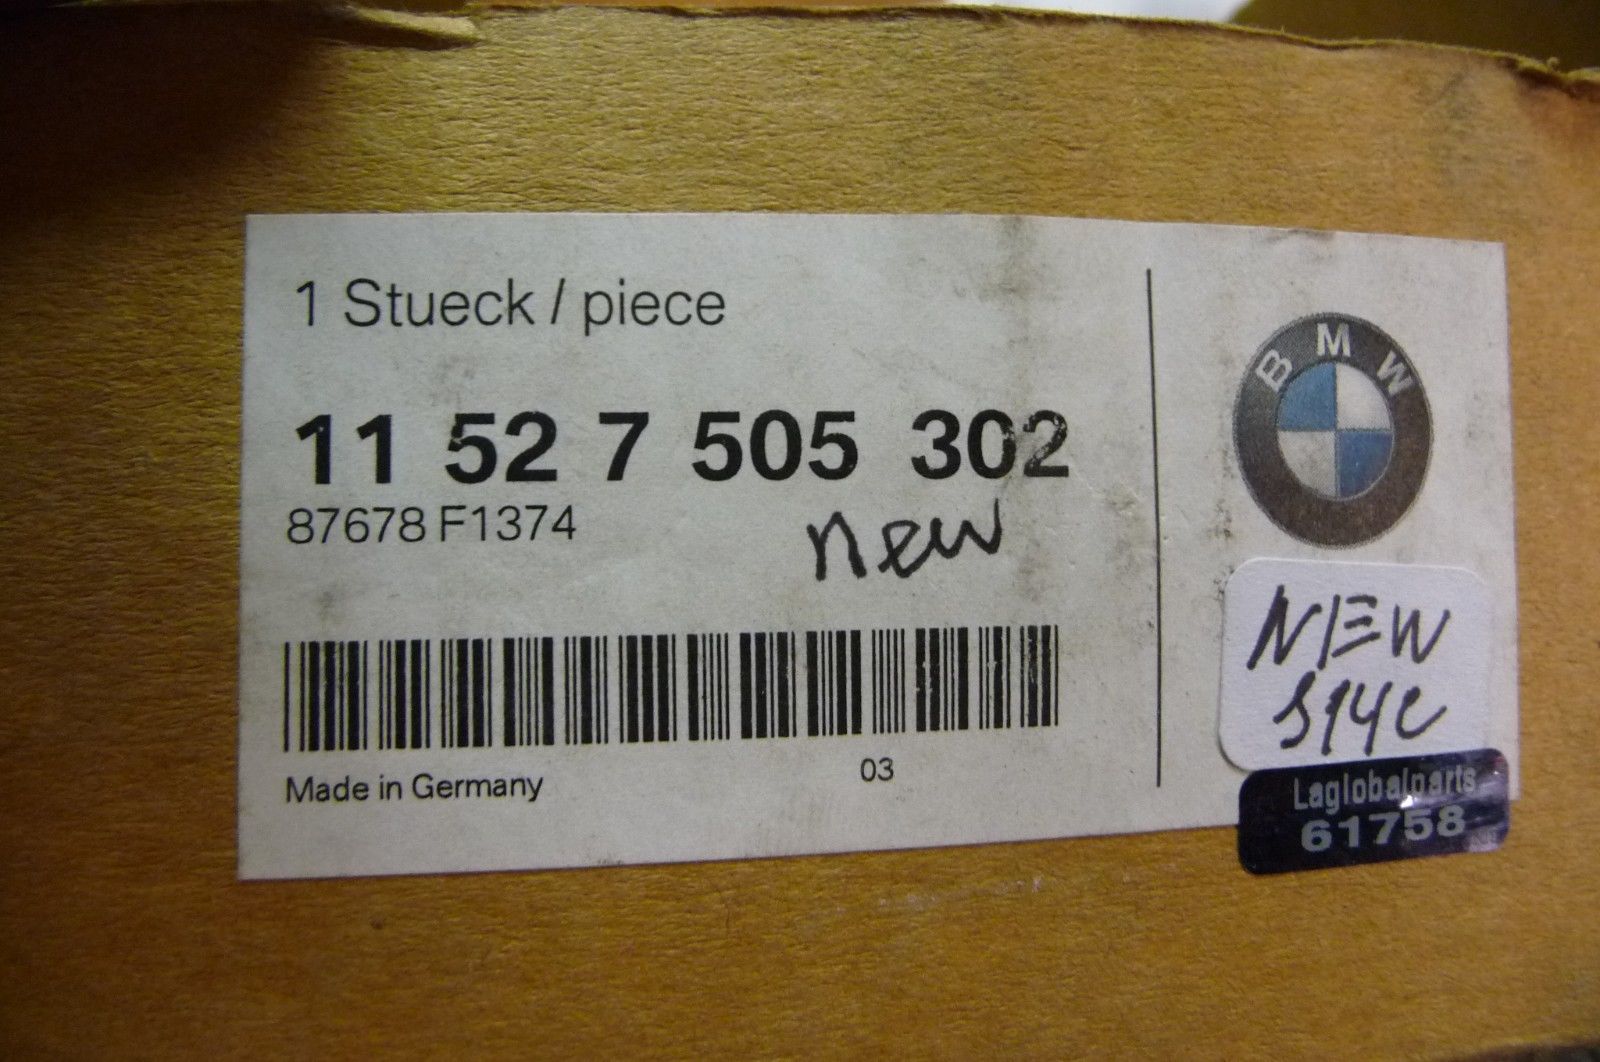 1 Stueck / piece
11 52 7 505 302
87678 F1374
new
Made in Germany
03
BMW
NEW
Laglobalparts
61758